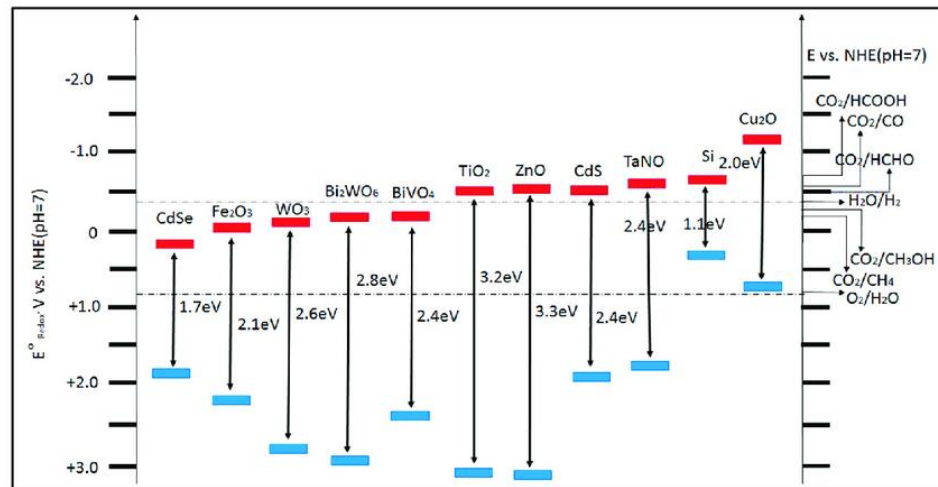 E vs. NHE(pH=7)
-2.0
CO₂/HCOOH
CO₂/CO
Cu₂O
-1.0
TiO₂ ZnO CdS TaNO Si 2.0eV CO₂/HCHO
Bi₂WO₆ BiVO₄
CdSe Fe₂O₃ WO₃ H₂O/H₂
0 2.4eV 1.1eV
CO₂/CH₃OH
2.8eV 3.2eV CO₂/CH₄
+1.0 1.7eV O₂/H₂O
2.1eV 2.6eV 2.4eV 3.3eV 2.4eV
+2.0
+3.0
E° Redox, V vs. NHE(pH=7)